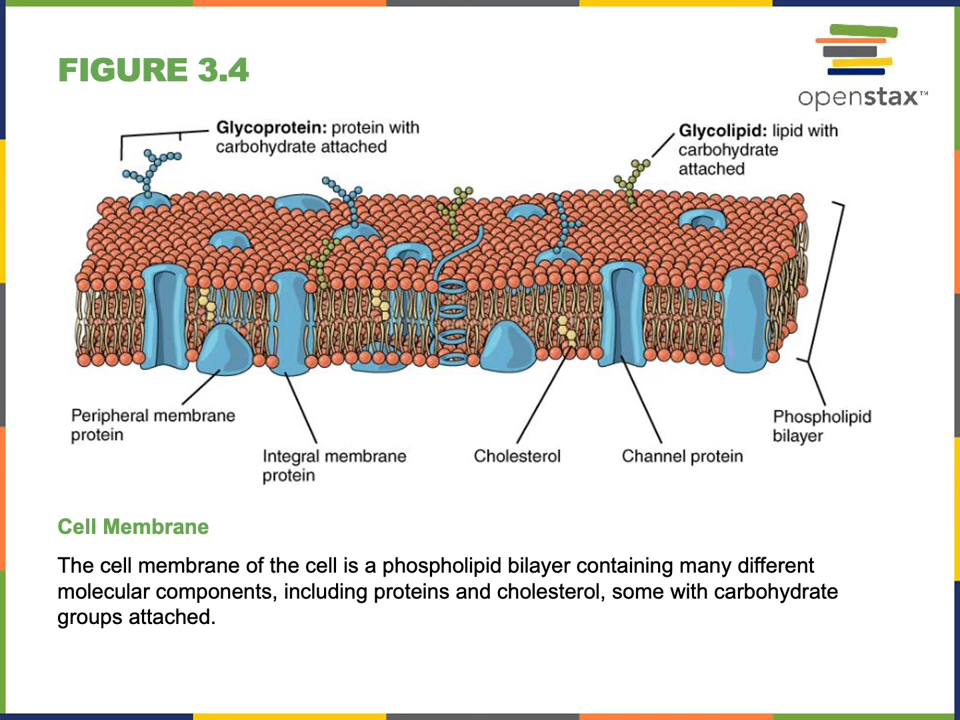 FIGURE 3.4
openstax™
Glycoprotein: protein with
carbohydrate attached
Glycolipid: lipid with
carbohydrate
attached
Peripheral membrane
protein
Integral membrane
protein
Cholesterol
Channel protein
Phospholipid
bilayer
Cell Membrane
The cell membrane of the cell is a phospholipid bilayer containing many different
molecular components, including proteins and cholesterol, some with carbohydrate
groups attached.